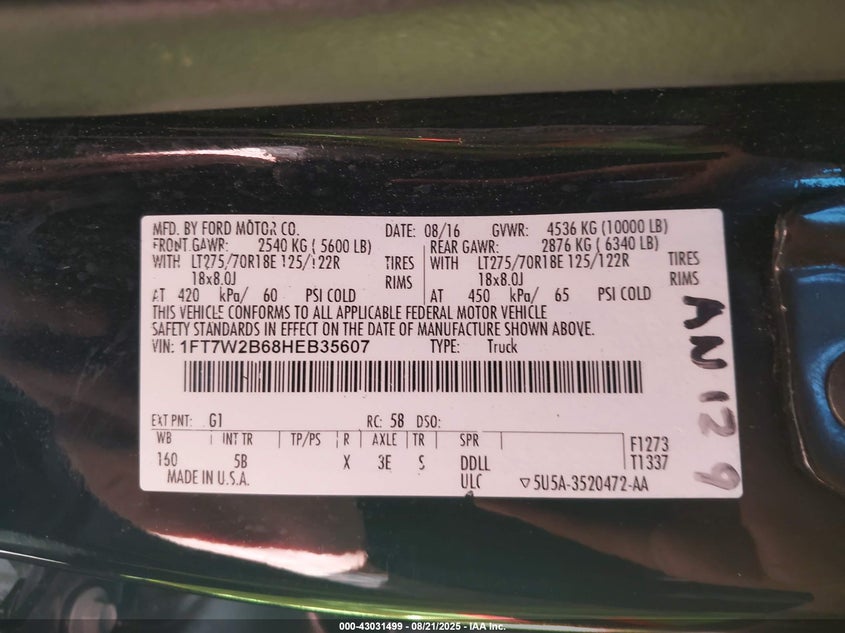 MFD. BY FORD MOTOR CO. DATE: 08/16 GVWR: 4536 KG (10000 LB)
FRONT GAWR: 2540 KG ( 5600 LB) REAR GAWR: 2876 KG ( 6340 LB)
WITH LT275/70R18E 125/122R TIRES WITH LT275/70R18E 125/122R TIRES
18x8.0J RIMS 18x8.0J RIMS
AT 420 kPa/ 60 PSI COLD AT 450 kPa/ 65 PSI COLD
THIS VEHICLE CONFORMS TO ALL APPLICABLE FEDERAL MOTOR VEHICLE
SAFETY STANDARDS IN EFFECT ON THE DATE OF MANUFACTURE SHOWN ABOVE.
VIN: 1FT7W2B68HEB35607 TYPE: Truck
EXT PNT: G1 RC: 58 DSO:
WB INT TR TP/PS R AXLE TR SPR F1273
160 5B X 3E S DDLL T1337
MADE IN U.S.A. ULC ▽5U5A-3520472-AA
AN 129
000-43031499 - 08/21/2025 - IAA Inc.